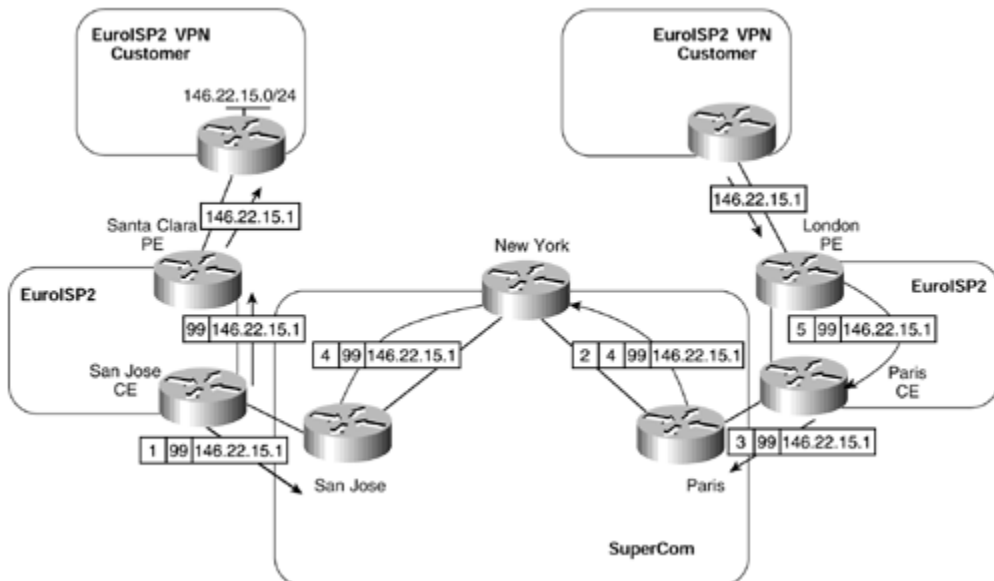 EuroISP2 VPN
Customer
146.22.15.0/24
EuroISP2 VPN
Customer
146.22.15.1
146.22.15.1
Santa Clara
PE
New York
London
PE
EuroISP2
EuroISP2
99 146.22.15.1
4 99 146.22.15.1
2 4 99 146.22.15.1
5 99 146.22.15.1
San Jose
CE
Paris
CE
1 99 146.22.15.1
3 99 146.22.15.1
San Jose
Paris
SuperCom